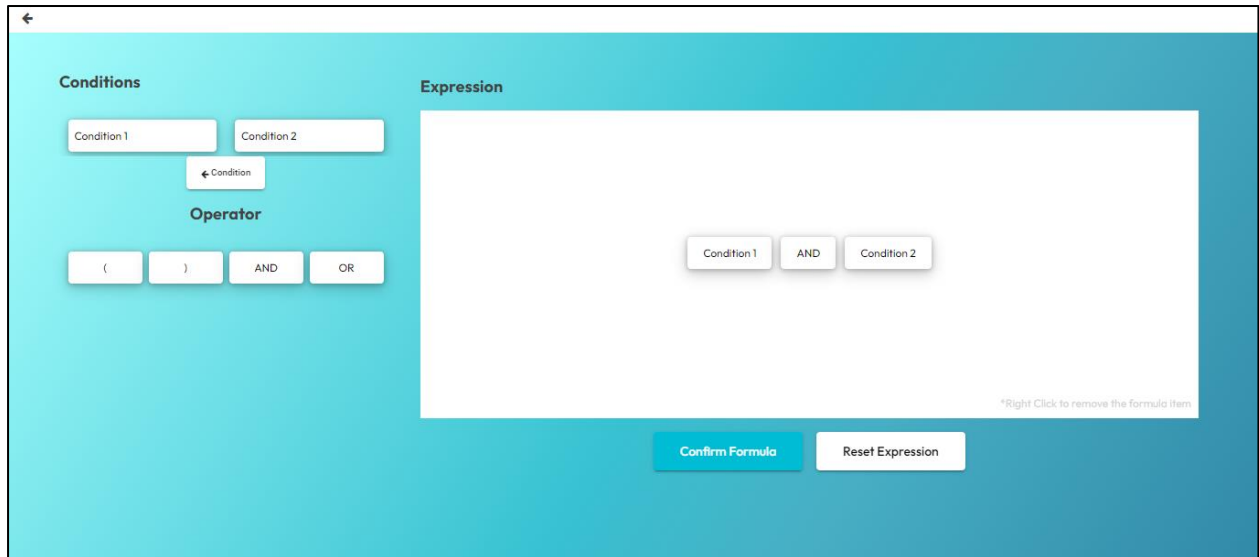 Conditions
Condition 1
Condition 2
Condition
Operator
(
)
AND
OR
Expression
Condition 1
AND
Condition 2
*Right Click to remove the formula item
Confirm Formula
Reset Expression